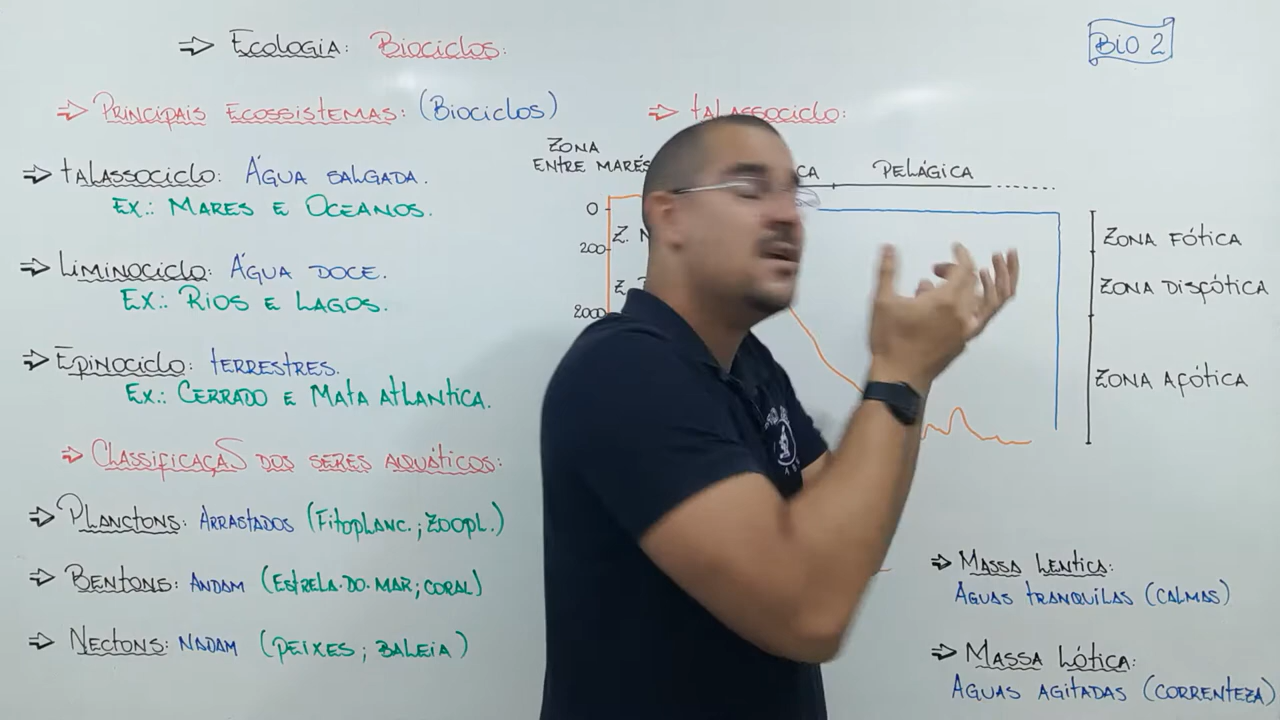 ⇒ Ecologia: Biociclos:
BIO 2
⇒ Principais Ecossistemas: (Biociclos)
⇒ Talassociclo: Água salgada.
Ex.: Mares e Oceanos.
⇒ Liminociclo: Água doce.
Ex.: Rios e Lagos.
⇒ Epinociclo: terrestres.
Ex.: Cerrado e Mata Atlantica.
⇒ Classificação dos seres aquáticos:
⇒ Planctons: Arrastados (Fitoplanc.; Zoopl.)
⇒ Bentons: Andam (Estrela-do-mar; coral)
⇒ Nectons: Nadam (peixes; baleia)
⇒ Talassociclo:
Zona
entre marés
Pelágica
0
200
2000
Z.
Z.
Zona Fótica
Zona Disfótica
Zona Afótica
⇒ Massa Lentica:
Águas tranquilas (calmas)
⇒ Massa Lótica:
Águas agitadas (correnteza)